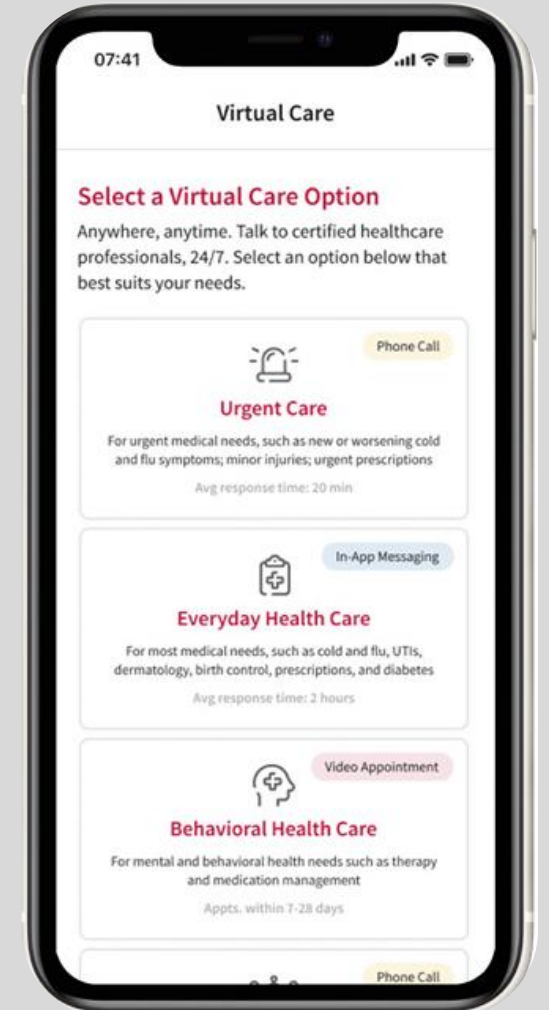 07:41
Virtual Care
Select a Virtual Care Option
Anywhere, anytime. Talk to certified healthcare
professionals, 24/7. Select an option below that
best suits your needs.
Phone Call
Urgent Care
For urgent medical needs, such as new or worsening cold
and flu symptoms; minor injuries; urgent prescriptions
Avg response time: 20 min
In-App Messaging
Everyday Health Care
For most medical needs, such as cold and flu, UTIs,
dermatology, birth control, prescriptions, and diabetes
Avg response time: 2 hours
Video Appointment
Behavioral Health Care
For mental and behavioral health needs such as therapy
and medication management
Appts. within 7-28 days
Phone Call